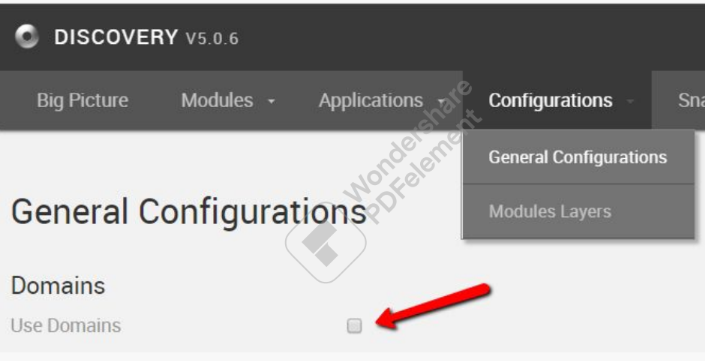 DISCOVERY V5.0.6
Big Picture Modules Applications Configurations Sna
General Configurations
Modules Layers
General Configurations
Domains
Use Domains
Wondershare
PDFelement